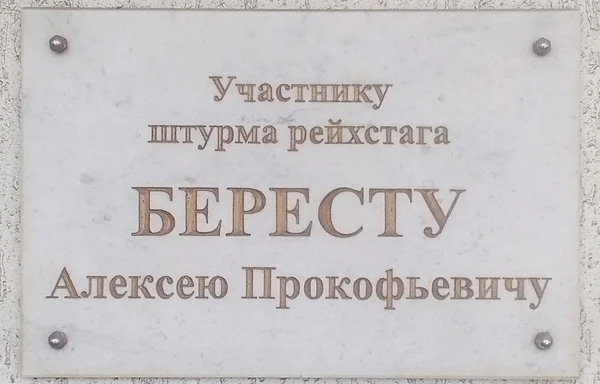 Участнику
штурма рейхстага
БЕРЕСТУ
Алексею Прокофьевичу